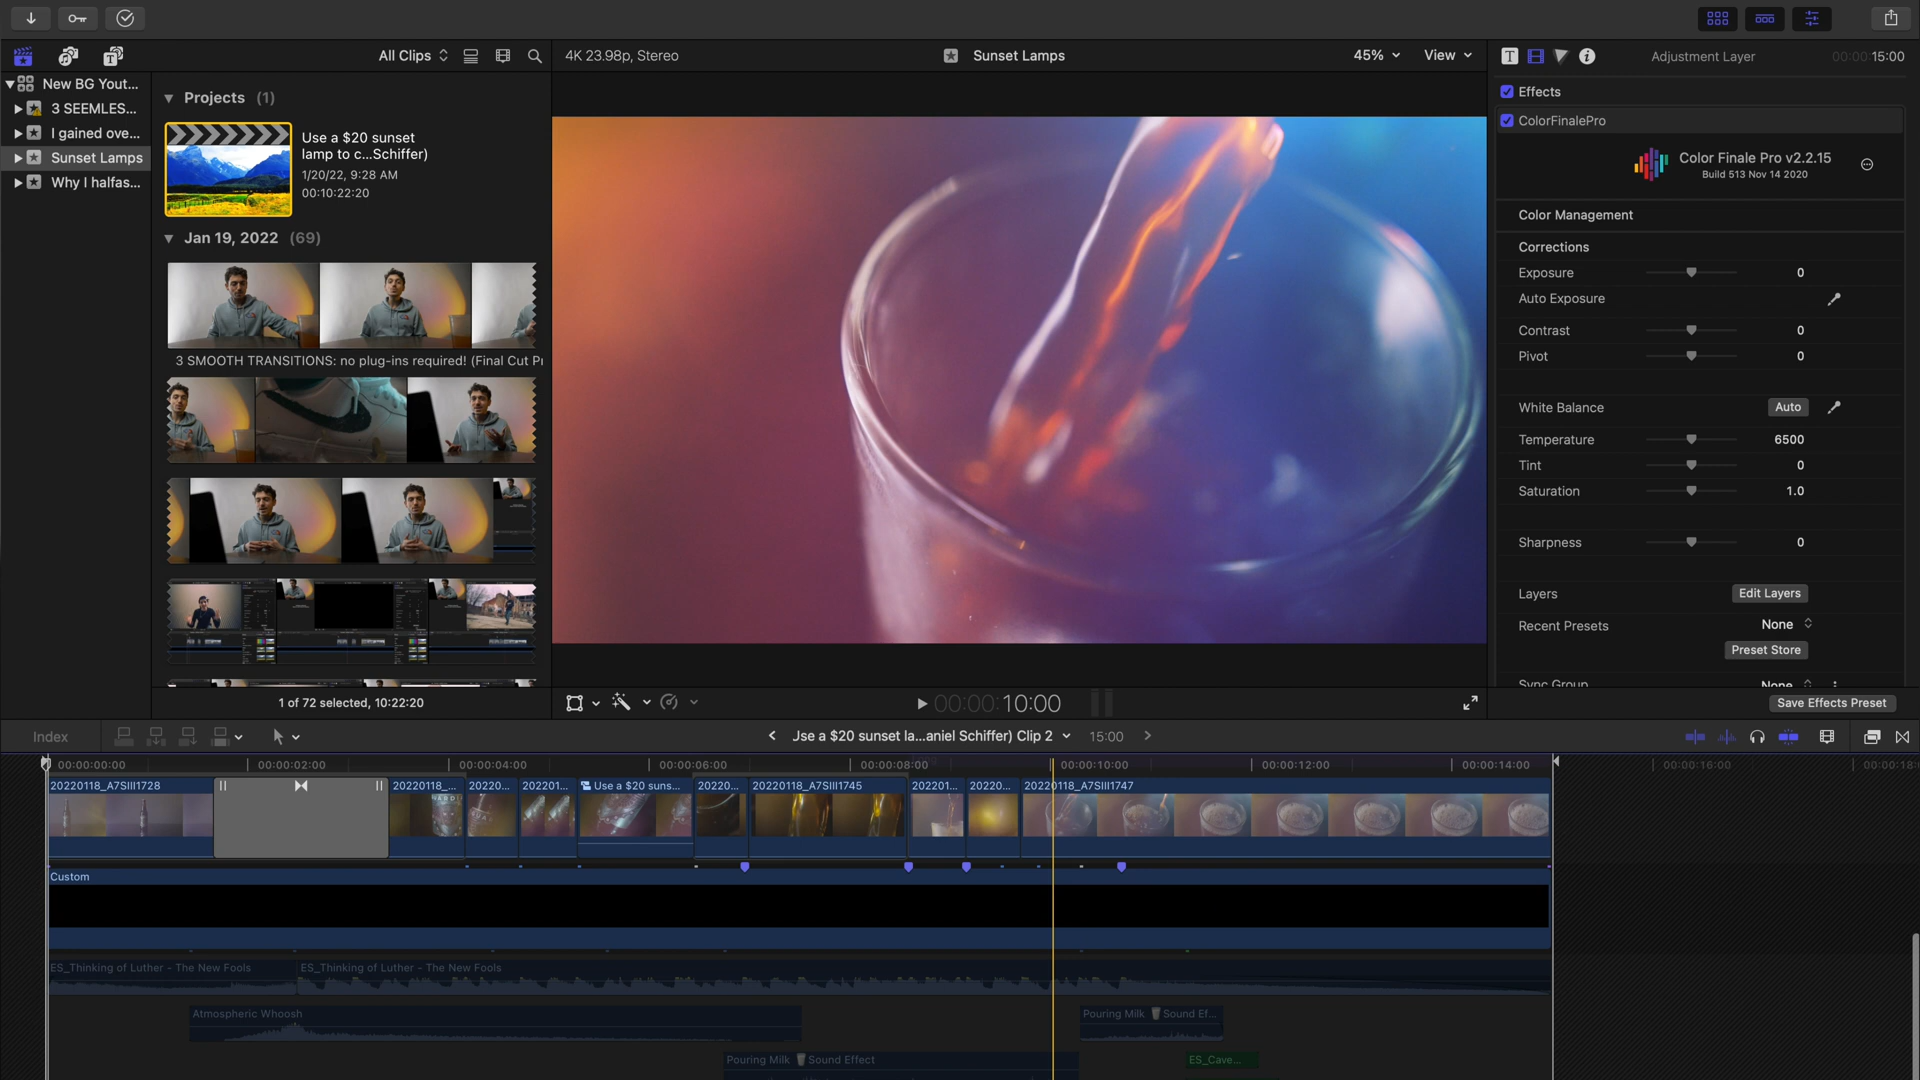 All Clips
4K 23.98p, Stereo
Sunset Lamps
45%
View
Adjustment Layer
00:00:15:00
New BG Yout...
3 SEEMLES...
I gained ove...
Sunset Lamps
Why I halfas...
Projects (1)
Use a $20 sunset
lamp to c...Schiffer)
1/20/22, 9:28 AM
00:10:22:20
Jan 19, 2022 (69)
3 SMOOTH TRANSITIONS: no plug-ins required! (Final Cut Pr
1 of 72 selected, 10:22:20
00:00:10:00
Effects
ColorFinalePro
Color Finale Pro v2.2.15
Build 513 Nov 14 2020
Color Management
Corrections
Exposure 0
Auto Exposure
Contrast 0
Pivot 0
White Balance Auto
Temperature 6500
Tint 0
Saturation 1.0
Sharpness 0
Layers Edit Layers
Recent Presets None
Preset Store
Sync Group None
Save Effects Preset
Index
Jse a $20 sunset la...aniel Schiffer) Clip 2
15:00
00:00:00:00
00:00:02:00
00:00:04:00
00:00:06:00
00:00:08:00
00:00:10:00
00:00:12:00
00:00:14:00
00:00:16:00
00:00:18:0
20220118_A7SIII1728
20220118_...
20220...
202201...
Use a $20 suns...
20220...
20220118_A7SIII1745
202201...
20220...
20220118_A7SIII1747
Custom
ES_Thinking of Luther - The New Fools
ES_Thinking of Luther - The New Fools
Atmospheric Whoosh
Pouring Milk 🥛 Sound Ef...
Pouring Milk 🥛 Sound Effect
ES_Cave...